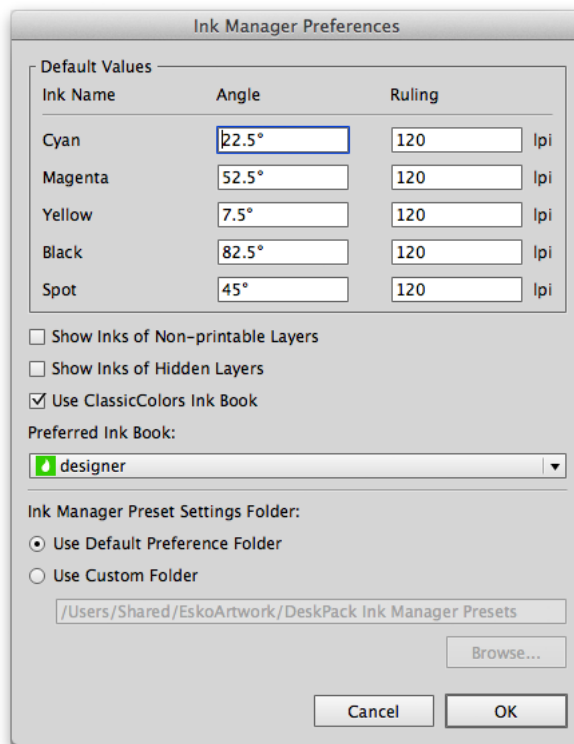 Ink Manager Preferences
Default Values
Ink Name Angle Ruling
Cyan 22.5° 120 lpi
Magenta 52.5° 120 lpi
Yellow 7.5° 120 lpi
Black 82.5° 120 lpi
Spot 45° 120 lpi
Show Inks of Non-printable Layers
Show Inks of Hidden Layers
Use ClassicColors Ink Book
Preferred Ink Book:
designer
Ink Manager Preset Settings Folder:
Use Default Preference Folder
Use Custom Folder
/Users/Shared/EskoArtwork/DeskPack Ink Manager Presets
Browse...
Cancel OK